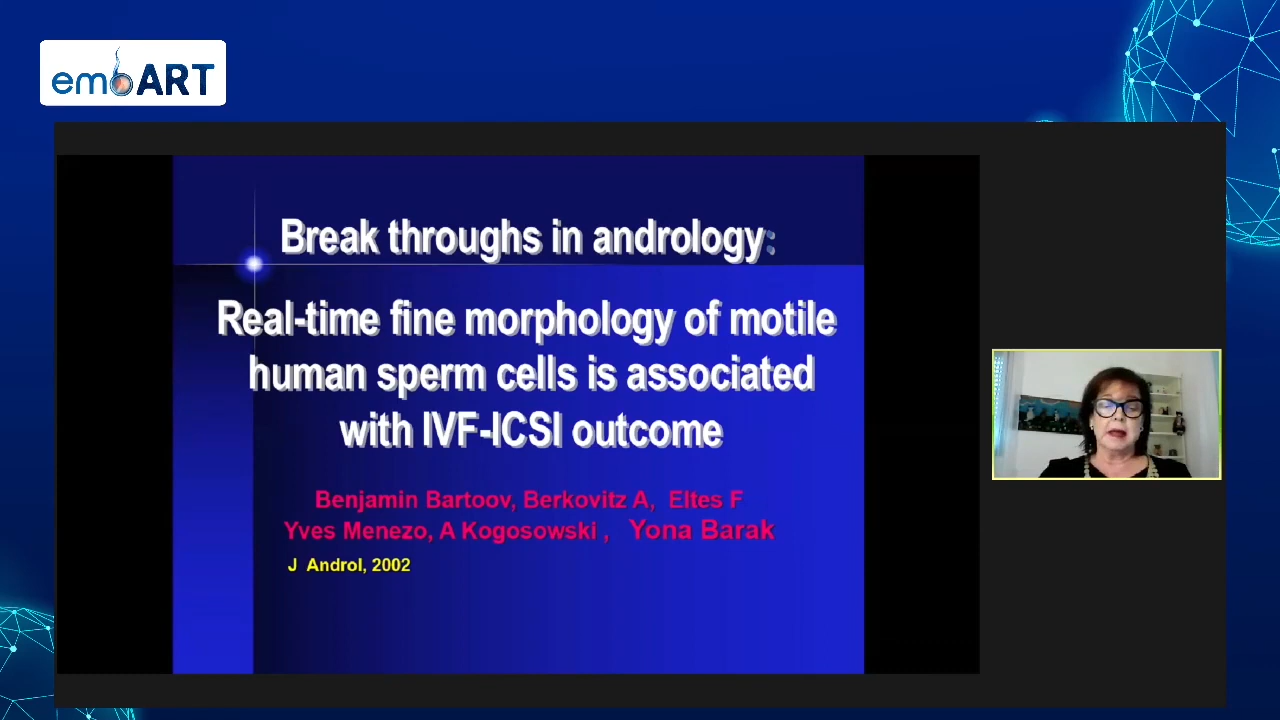 embART
Break throughs in andrology:
Real-time fine morphology of motile
human sperm cells is associated
with IVF-ICSI outcome
Benjamin Bartoov, Berkovitz A, Eltes F
Yves Menezo, A Kogosowski , Yona Barak
J Androl, 2002